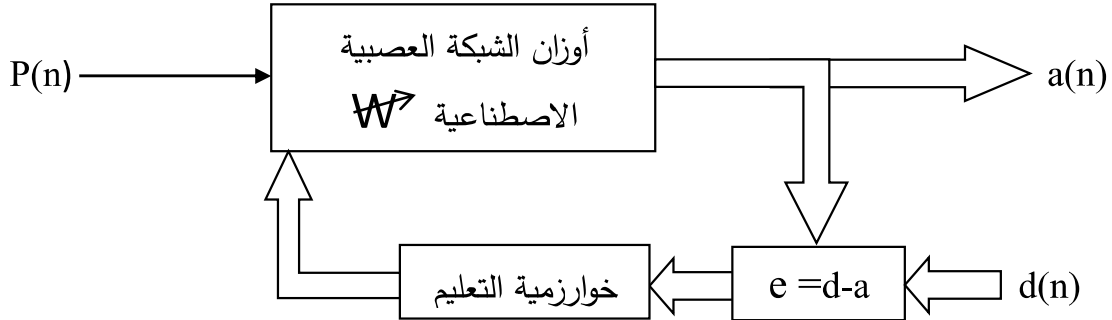 P(n)
أوزان الشبكة العصبية
الاصطناعية W
a(n)
خوارزمية التعليم
e =d-a
d(n)